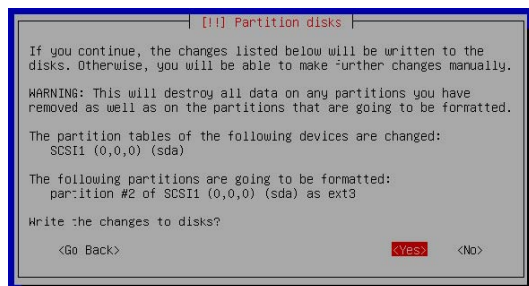 [!!] Partition disks
If you continue, the changes listed below will be written to the
disks. Otherwise, you will be able to make further changes manually.
WARNING: This will destroy all data on any partitions you have
removed as well as on the partitions that are going to be formatted.
The partition tables of the following devices are changed:
SCSI1 (0,0,0) (sda)
The following partitions are going to be formatted:
partition #2 of SCSI1 (0,0,0) (sda) as ext3
Write the changes to disks?
<Go Back> <Yes> <No>